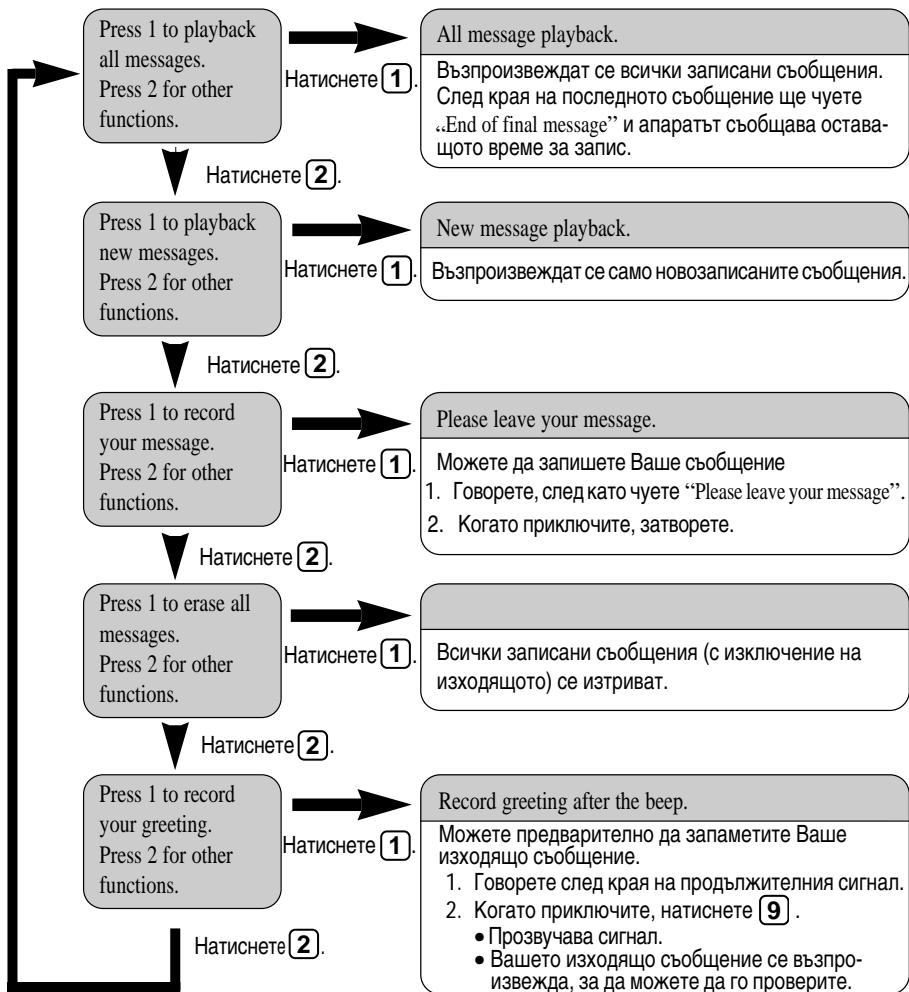 Press 1 to playback
all messages.
Press 2 for other
functions.
Натиснете 1.
All message playback.
Възпроизвеждат се всички записани съобщения.
След края на последното съобщение ще чуете
„End of final message” и апаратът съобщава остава-
щото време за запис.
Натиснете 2.
Press 1 to playback
new messages.
Press 2 for other
functions.
Натиснете 1.
New message playback.
Възпроизвеждат се само новозаписаните съобщения.
Натиснете 2.
Press 1 to record
your message.
Press 2 for other
functions.
Натиснете 1.
Please leave your message.
Можете да запишете Ваше съобщение
1. Говорете, след като чуете “Please leave your message”.
2. Когато приключите, затворете.
Натиснете 2.
Press 1 to erase all
messages.
Press 2 for other
functions.
Натиснете 1.
Всички записани съобщения (с изключение на
изходящото) се изтриват.
Натиснете 2.
Press 1 to record
your greeting.
Press 2 for other
functions.
Натиснете 1.
Record greeting after the beep.
Можете предварително да запаметите Ваше
изходящо съобщение.
1. Говорете след края на продължителния сигнал.
2. Когато приключите, натиснете 9 .
• Прозвучава сигнал.
• Вашето изходящо съобщение се възпро-
извежда, за да можете да го проверите.
Натиснете 2.